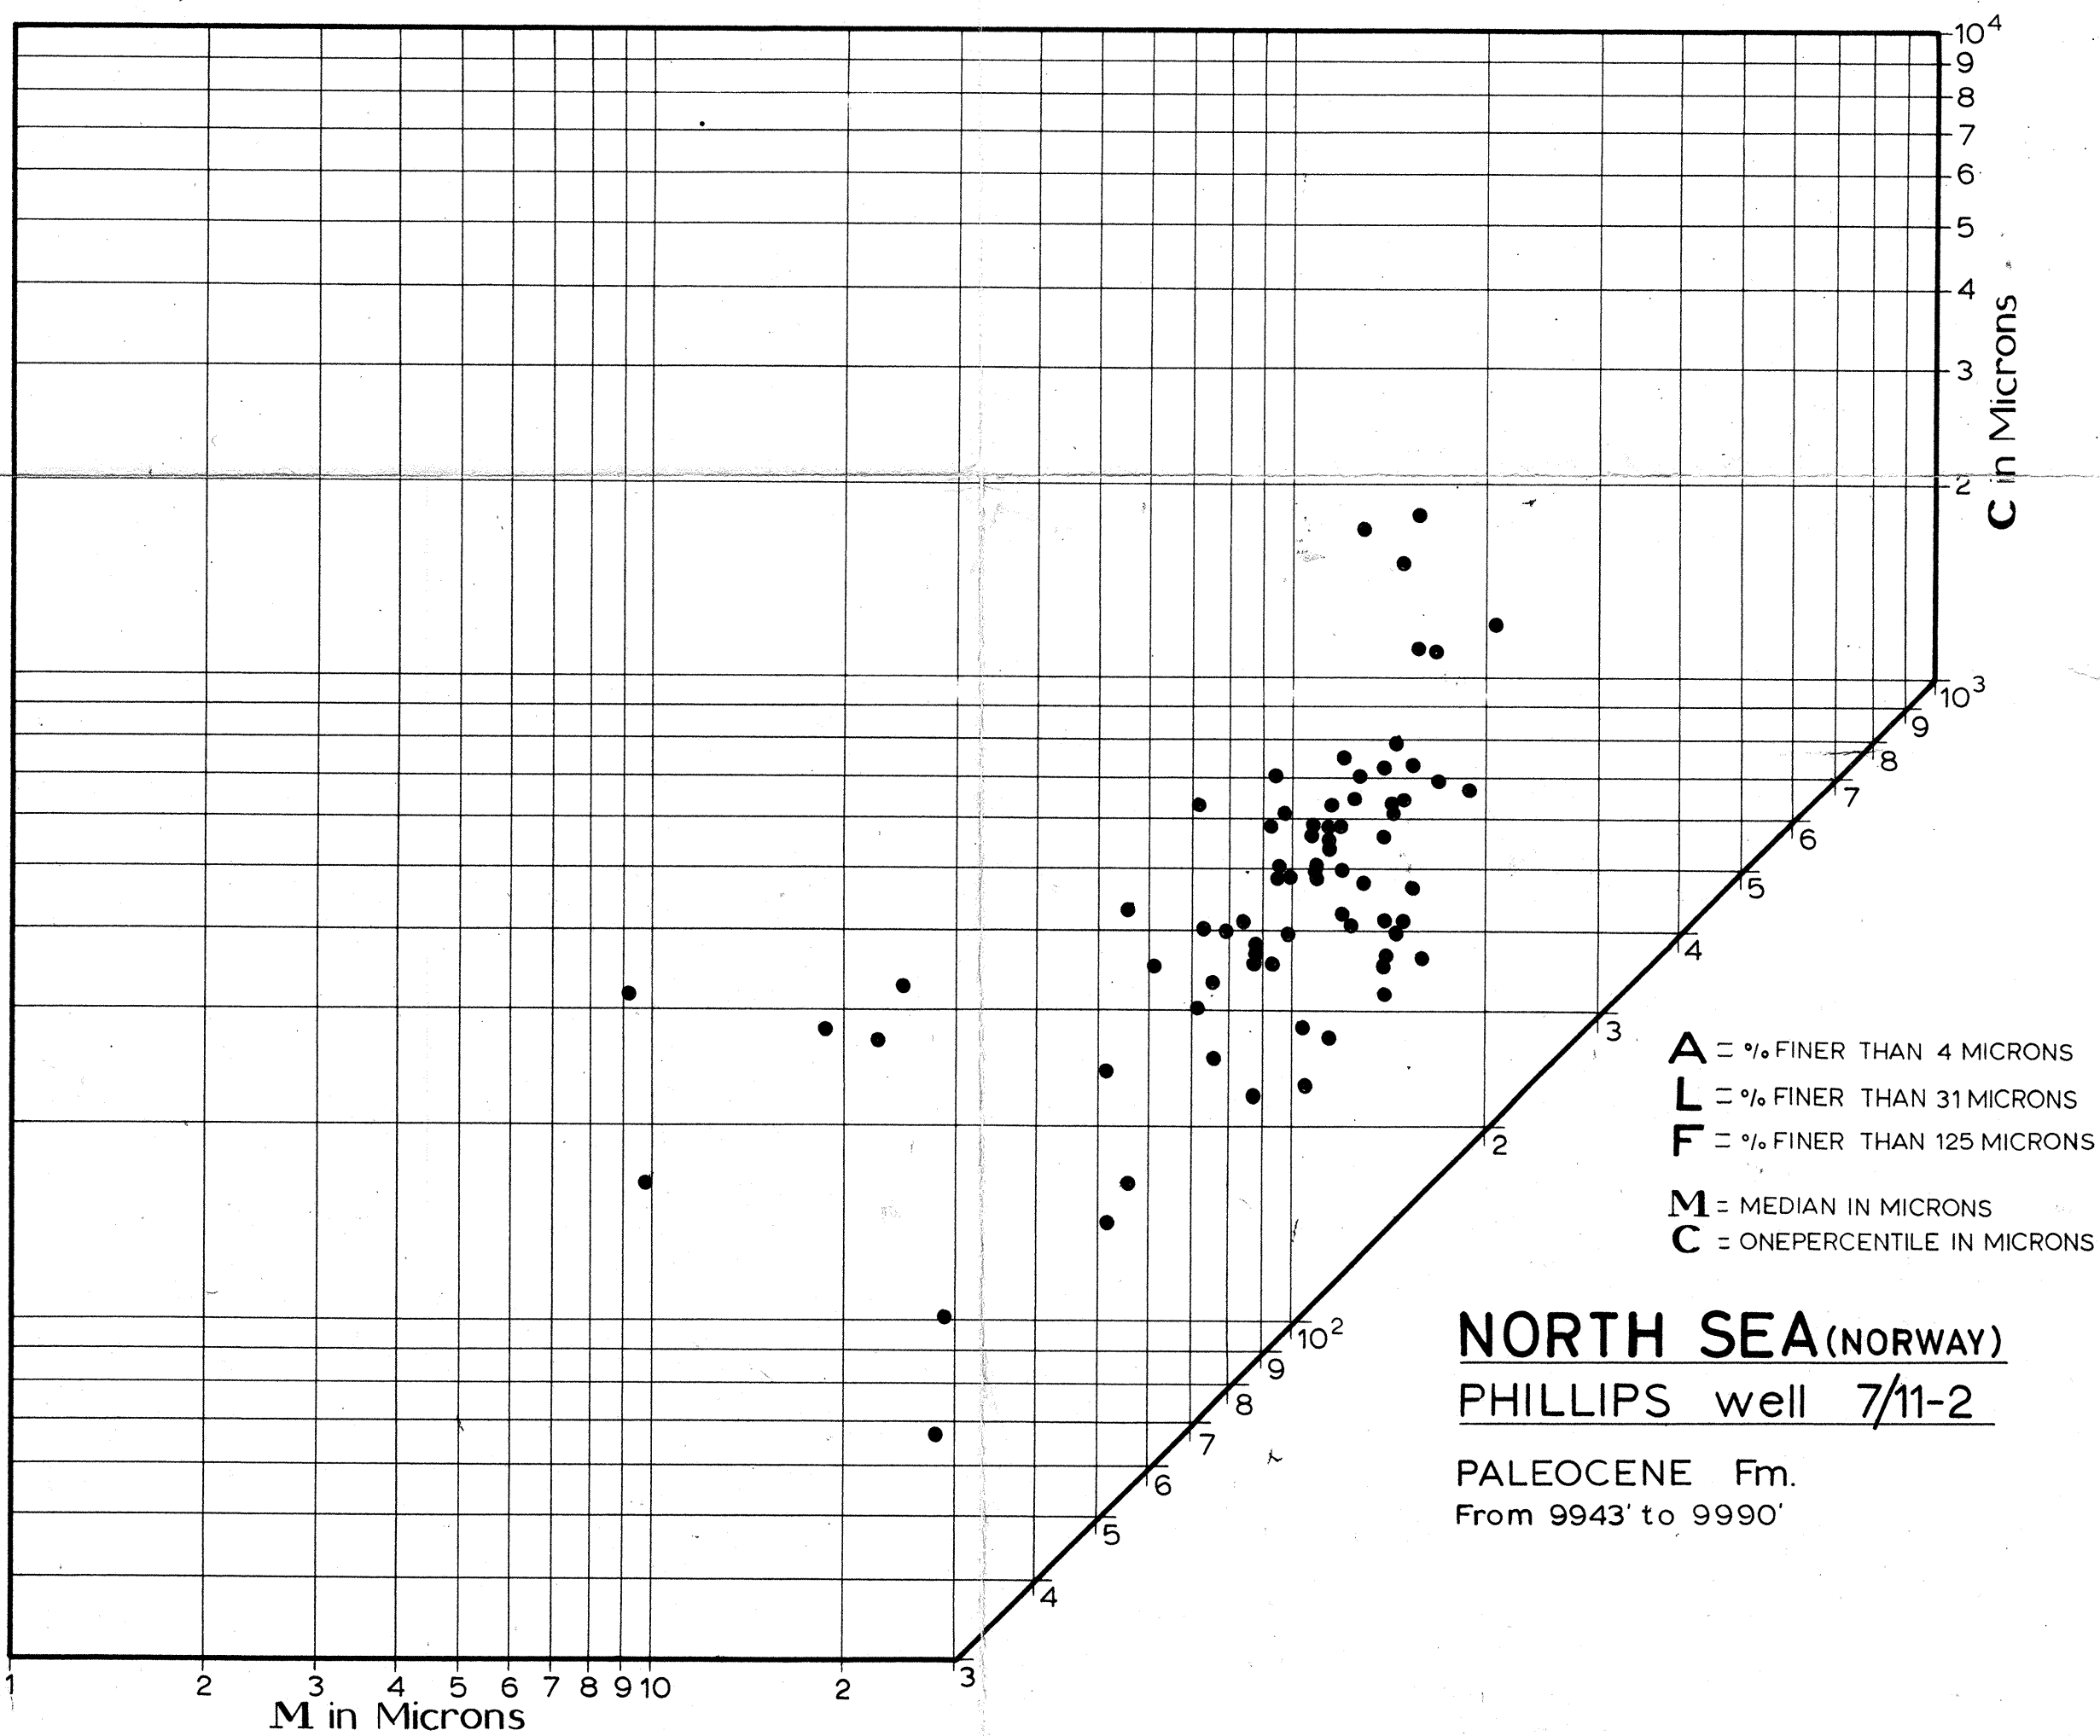 10⁴
9
8
7
6
5
4
3
2
10³
C in Microns
9
8
7
6
5
4
3
2
10²
9
8
7
6
5
4
3
1 2 3 4 5 6 7 8 9 10 2
M in Microns
A = % FINER THAN 4 MICRONS
L = % FINER THAN 31 MICRONS
F = % FINER THAN 125 MICRONS
M = MEDIAN IN MICRONS
C = ONEPERCENTILE IN MICRONS
NORTH SEA (NORWAY)
PHILLIPS well 7/11-2
PALEOCENE Fm.
From 9943' to 9990'